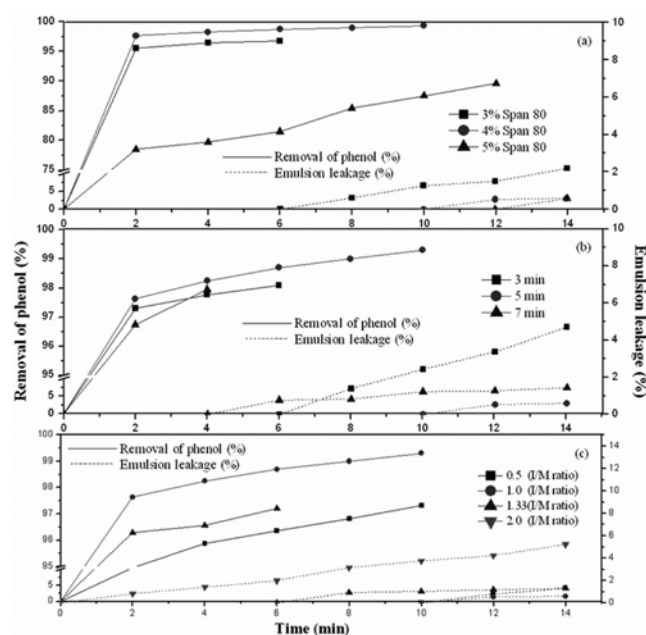 (a)
100
95
90
85
80
75
5
0
10
8
6
4
2
0
3% Span 80
4% Span 80
5% Span 80
Removal of phenol (%)
Emulsion leakage (%)
0 2 4 6 8 10 12 14
(b)
99
98
97
96
95
5
0
10
8
6
4
2
0
3 min
5 min
7 min
Removal of phenol (%)
Emulsion leakage (%)
0 2 4 6 8 10 12 14
Removal of phenol (%)
Emulsion leakage (%)
(c)
99
98
97
96
95
5
0
14
12
10
8
6
4
2
0
0.5 (I/M ratio)
1.0 (I/M ratio)
1.33(I/M ratio)
2.0 (I/M ratio)
Removal of phenol (%)
Emulsion leakage (%)
0 2 4 6 8 10 12 14
Time (min)